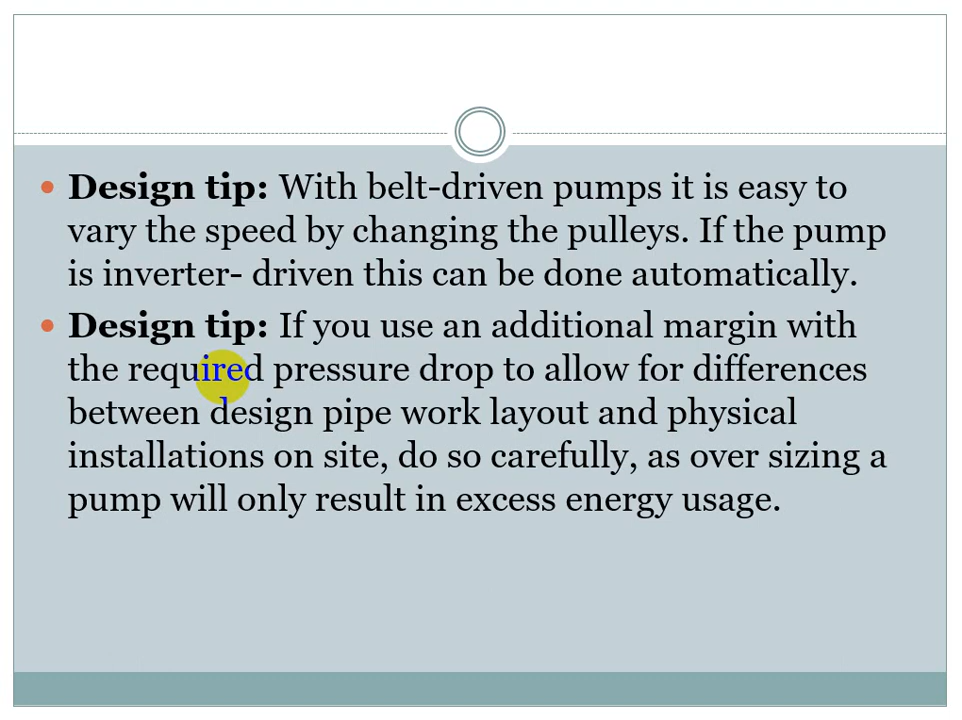 • Design tip: With belt-driven pumps it is easy to
vary the speed by changing the pulleys. If the pump
is inverter- driven this can be done automatically.
• Design tip: If you use an additional margin with
the required pressure drop to allow for differences
between design pipe work layout and physical
installations on site, do so carefully, as over sizing a
pump will only result in excess energy usage.